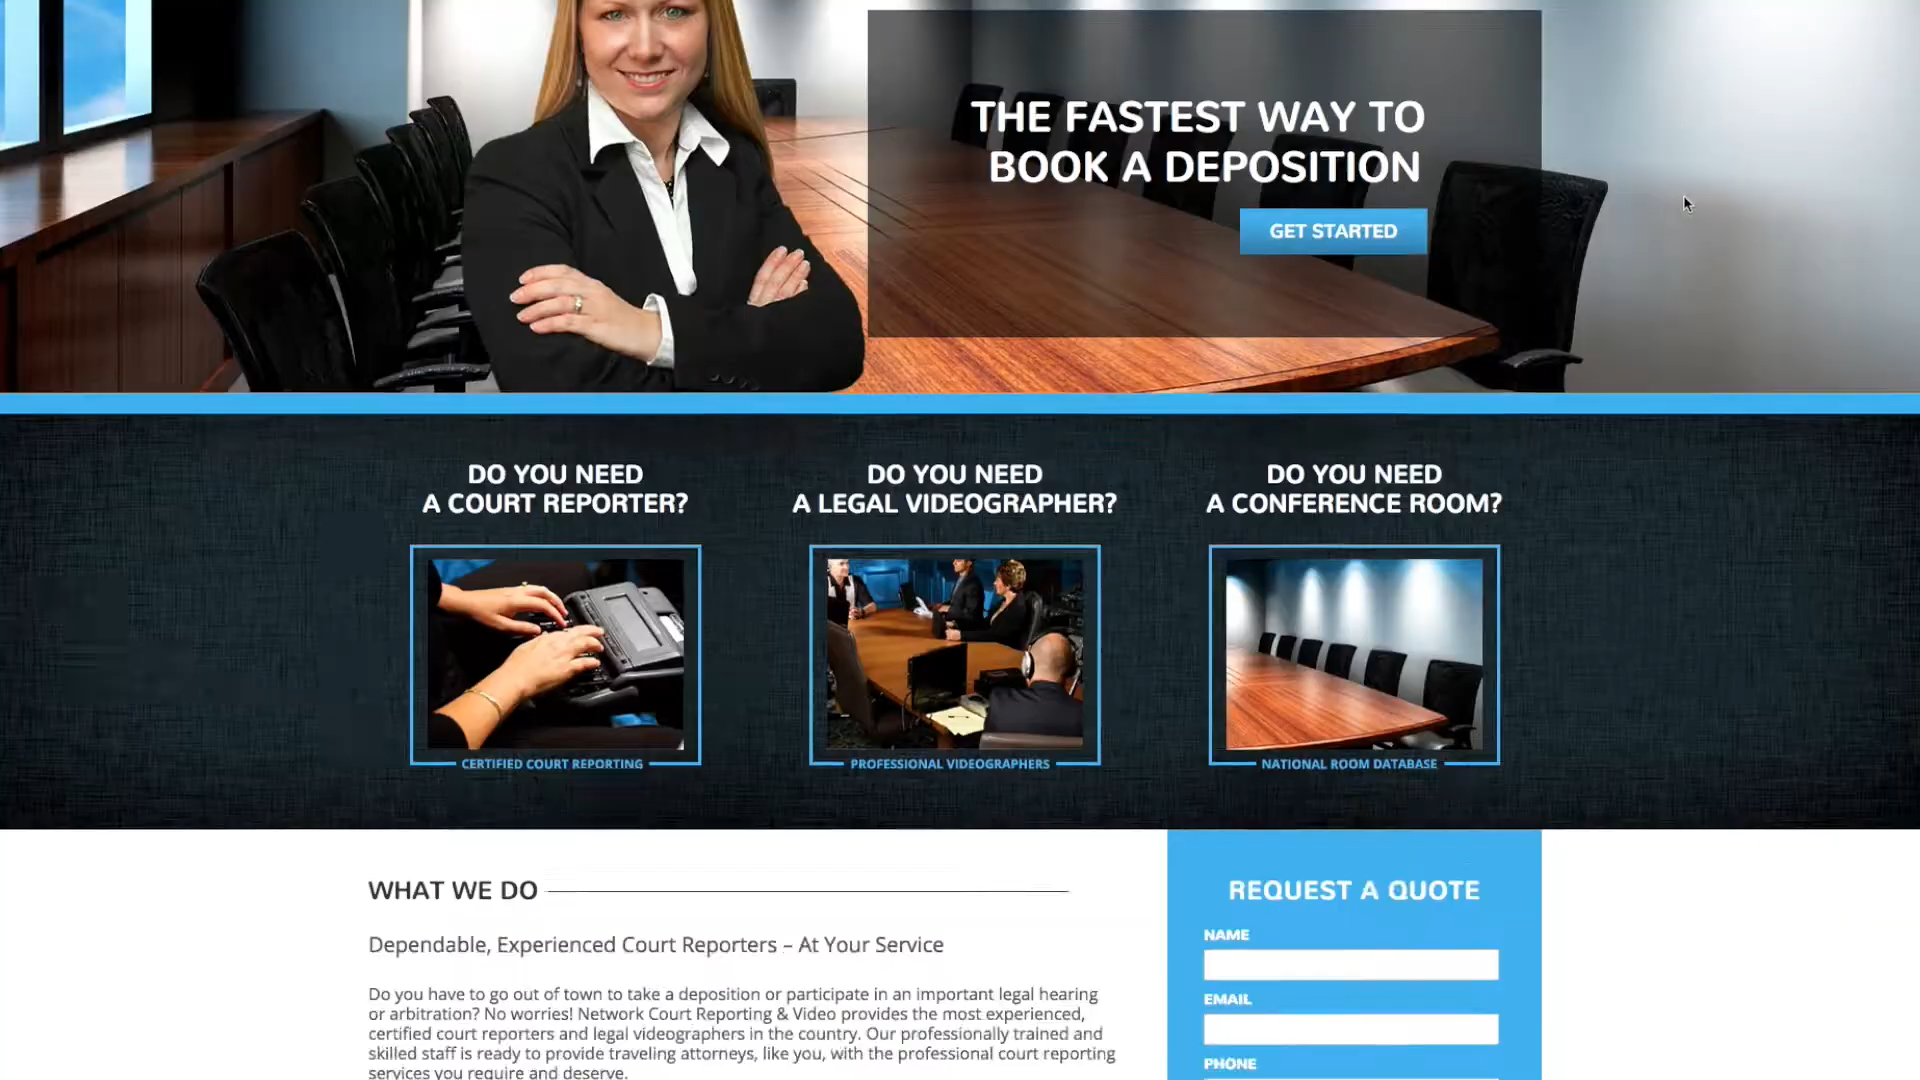 THE FASTEST WAY TO
BOOK A DEPOSITION
GET STARTED
DO YOU NEED
A COURT REPORTER?
DO YOU NEED
A LEGAL VIDEOGRAPHER?
DO YOU NEED
A CONFERENCE ROOM?
CERTIFIED COURT REPORTING
PROFESSIONAL VIDEOGRAPHERS
NATIONAL ROOM DATABASE
WHAT WE DO
Dependable, Experienced Court Reporters – At Your Service
Do you have to go out of town to take a deposition or participate in an important legal hearing
or arbitration? No worries! Network Court Reporting & Video provides the most experienced,
certified court reporters and legal videographers in the country. Our professionally trained and
skilled staff is ready to provide traveling attorneys, like you, with the professional court reporting
services you require and deserve.
REQUEST A QUOTE
NAME
EMAIL
PHONE